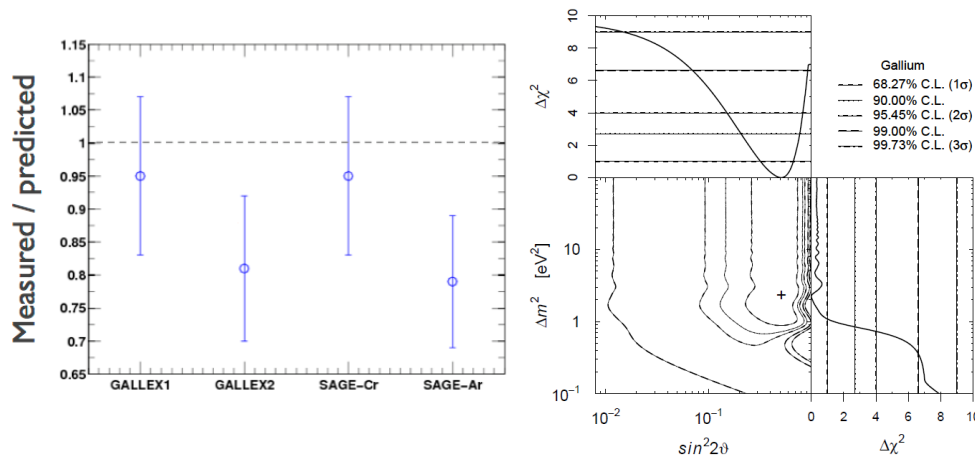 Measured / predicted
1.15
1.1
1.05
1
0.95
0.9
0.85
0.8
0.75
0.7
0.65
GALLEX1 GALLEX2 SAGE-Cr SAGE-Ar
Δχ²
10
8
6
4
2
0
Gallium
68.27% C.L. (1σ)
90.00% C.L.
95.45% C.L. (2σ)
99.00% C.L.
99.73% C.L. (3σ)
Δm² [eV²]
10
1
10⁻¹
10⁻² 10⁻¹
sin²2ϑ
0 2 4 6 8 10
Δχ²